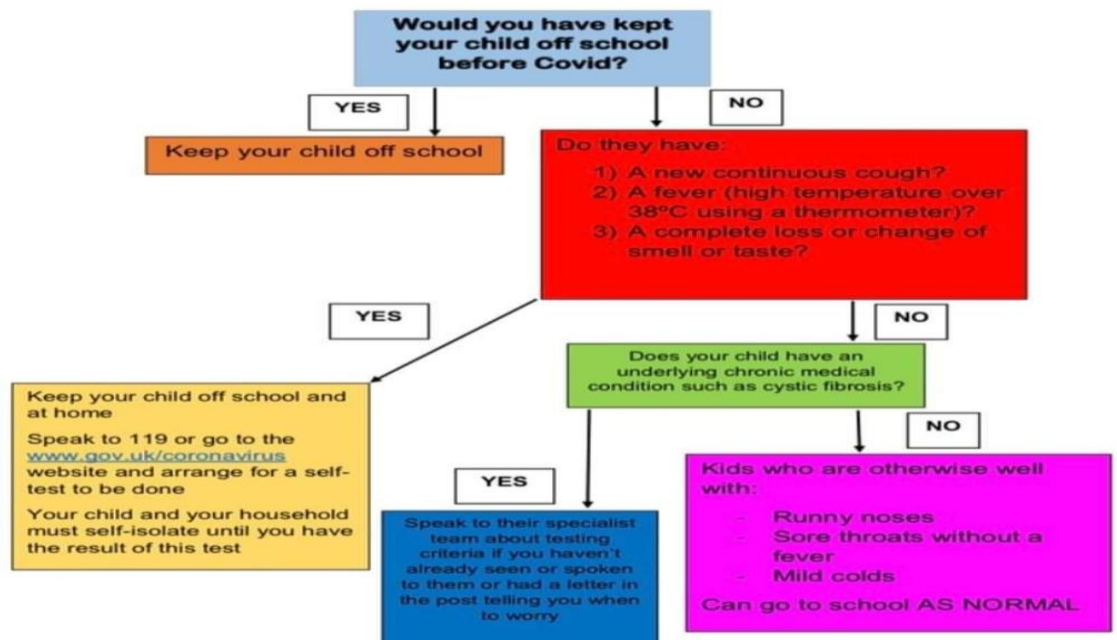 Would you have kept
your child off school
before Covid?
YES
NO
Keep your child off school
Do they have:
1) A new continuous cough?
2) A fever (high temperature over
38ºC using a thermometer)?
3) A complete loss or change of
smell or taste?
YES
NO
Does your child have an
underlying chronic medical
condition such as cystic fibrosis?
Keep your child off school and
at home
Speak to 119 or go to the
www.gov.uk/coronavirus
website and arrange for a self-
test to be done
Your child and your household
must self-isolate until you have
the result of this test
YES
NO
Speak to their specialist
team about testing
criteria if you haven't
already seen or spoken
to them or had a letter in
the post telling you when
to worry
Kids who are otherwise well
with:
- Runny noses
- Sore throats without a
fever
- Mild colds
Can go to school AS NORMAL